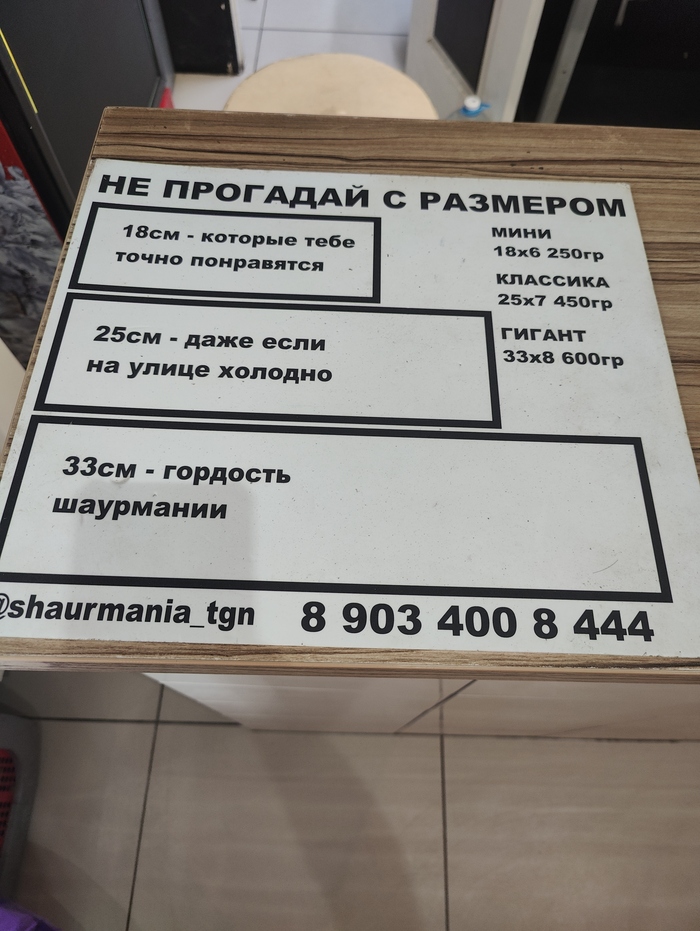 НЕ ПРОГАДАЙ С РАЗМЕРОМ
18см - которые тебе
точно понравятся
25см - даже если
на улице холодно
33см - гордость
шаурмании
МИНИ
18х6 250гр
КЛАССИКА
25х7 450гр
ГИГАНТ
33х8 600гр
@shaurmania_tgn 8 903 400 8 444